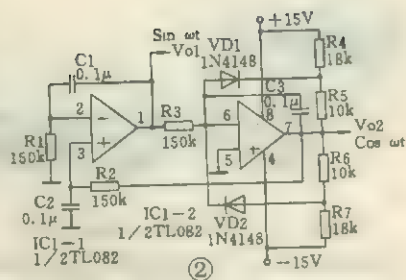 Sin ωt
Vo1
+15V
C1
0.1μ
VD1
1N4148
R4
18k
C3
0.1μ
R5
10k
2
-
1
R3
150k
6
-
8
7
Vo2
Cos ωt
R1
150k
3
+
5
+
4
R6
10k
R2
150k
C2
0.1μ
VD2
1N4148
R7
18k
IC1-1
1/2TL082
IC1-2
1/2TL082
-15V
②